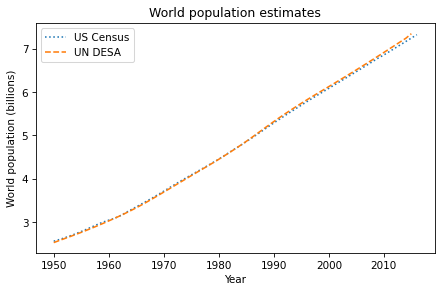 World population estimates
US Census
UN DESA
World population (billions)
7
6
5
4
3
1950 1960 1970 1980 1990 2000 2010
Year